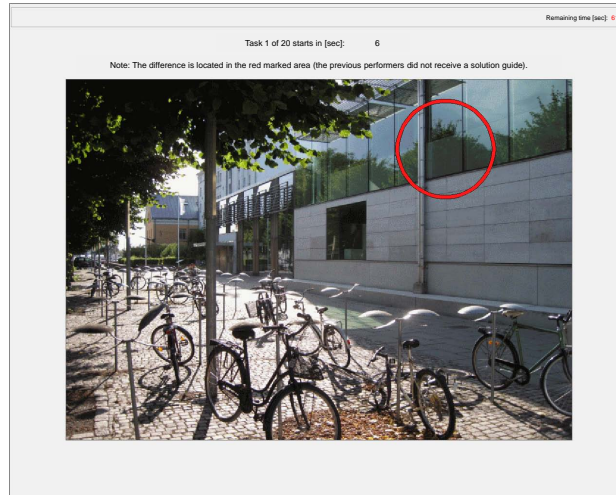 Remaining time [sec]: 6
Task 1 of 20 starts in [sec]: 6
Note: The difference is located in the red marked area (the previous performers did not receive a solution guide).